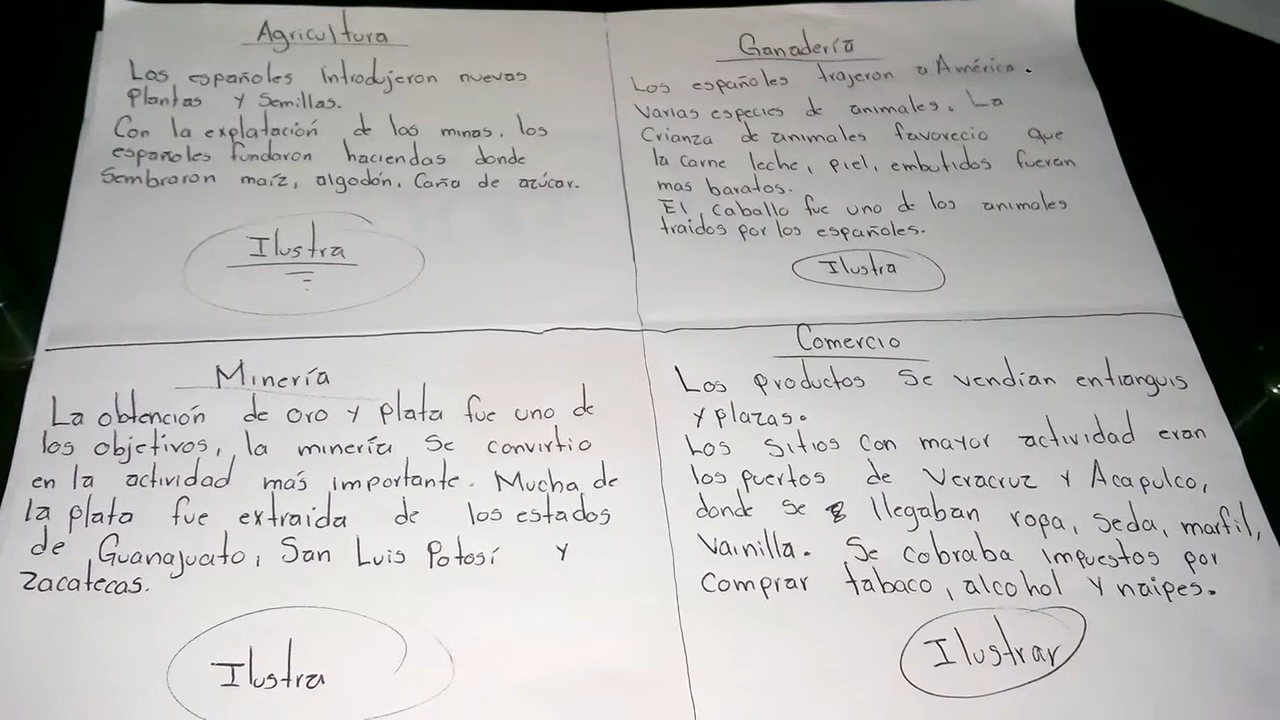 Agricultura
Los españoles introdujeron nuevas
plantas y semillas.
Con la explatación de las minas, los
españoles fundaron haciendas donde
Sembraron maíz, algodón, Caña de azúcar.
Ilustra
Ganadería
Los españoles trajeron a América.
Varias especies de animales. La
Crianza de animales favorecio que
la carne leche, piel, embutidos fueran
mas baratos.
El Caballo fue uno de los animales
traidos por los españoles.
Ilustra
Minería
La obtención de oro y plata fue uno de
los objetivos, la minería se convirtio
en la actividad más importante. Mucha de
la plata fue extraida de los estados
de Guanajuato, San Luis Potosí y
Zacatecas.
Ilustra
Comercio
Los productos se vendían entianguis
y plazas.
Los sitios con mayor actividad eran
los puertos de Veracruz y Acapulco,
donde se llegaban ropa, seda, marfil,
Vainilla. Se cobraba impuestos por
Comprar tabaco, alcohol y naipes.
Ilustrar